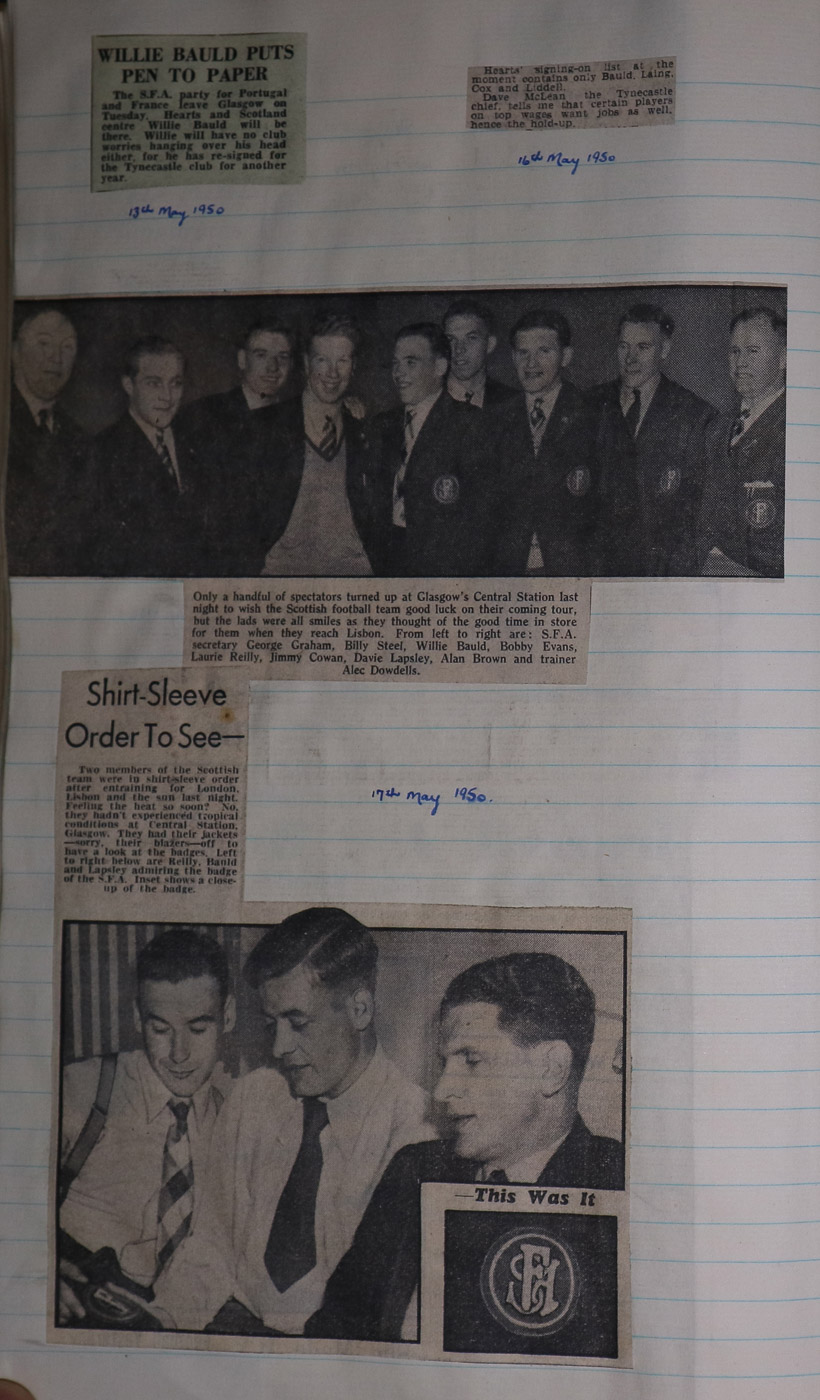 WILLIE BAULD PUTS
PEN TO PAPER
The S.F.A. party for Portugal
and France leave Glasgow on
Tuesday. Hearts and Scotland
centre Willie Bauld will be
there. Willie will have no club
worries hanging over his head
either, for he has re-signed for
the Tynecastle club for another
year.
13th May 1950
Hearts' signing-on list at the
moment contains only Bauld, Laing,
Cox and Liddell.
Dave McLean the Tynecastle
chief, tells me that certain players
on top wages want jobs as well,
hence the hold-up.
16th May 1950
Only a handful of spectators turned up at Glasgow's Central Station last
night to wish the Scottish football team good luck on their coming tour,
but the lads were all smiles as they thought of the good time in store
for them when they reach Lisbon. From left to right are: S.F.A.
secretary George Graham, Billy Steel, Willie Bauld, Bobby Evans,
Laurie Reilly, Jimmy Cowan, Davie Lapsley, Alan Brown and trainer
Alec Dowdells.
Shirt-Sleeve
Order To See—
Two members of the Scottish
team were in shirt-sleeve order
after entraining for London,
Lisbon and the sun last night.
Feeling the heat so soon? No,
they hadn't experienced tropical
conditions at Central Station,
Glasgow. They had their jackets
—sorry, their blazers—off to
have a look at the badges. Left
to right below are Reilly, Bauld
and Lapsley admiring the badge
of the S.F.A. Inset shows a close-
up of the badge.
17th May 1950.
—This Was It
SFA